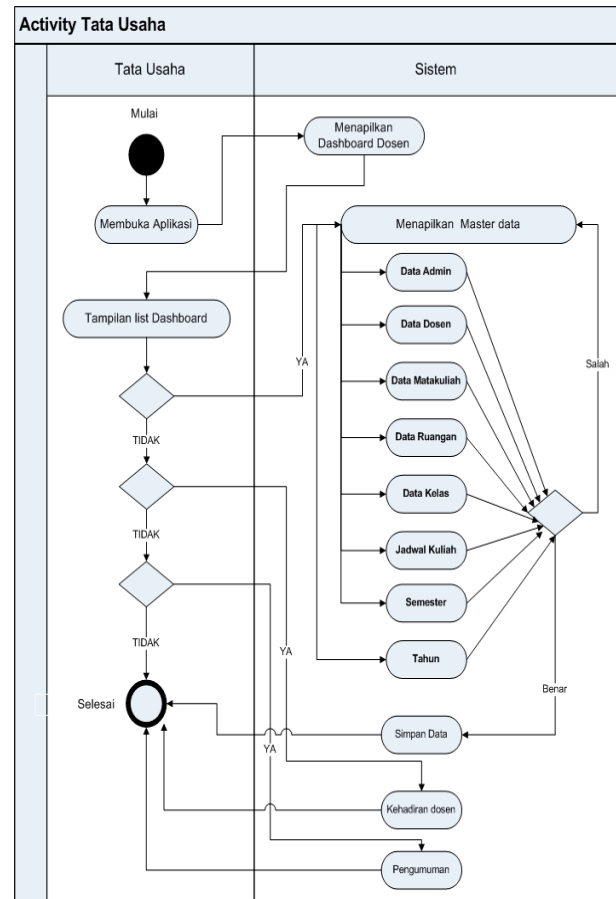 Activity Tata Usaha
Tata Usaha
Sistem
Mulai
Menapilkan
Dashboard Dosen
Membuka Aplikasi
Menapilkan Master data
Data Admin
Tampilan list Dashboard
Data Dosen
YA
Salah
Data Matakuliah
TIDAK
Data Ruangan
Data Kelas
TIDAK
Jadwal Kuliah
Semester
TIDAK
YA
Tahun
Benar
Selesai
Simpan Data
YA
Kehadiran dosen
Pengumuman